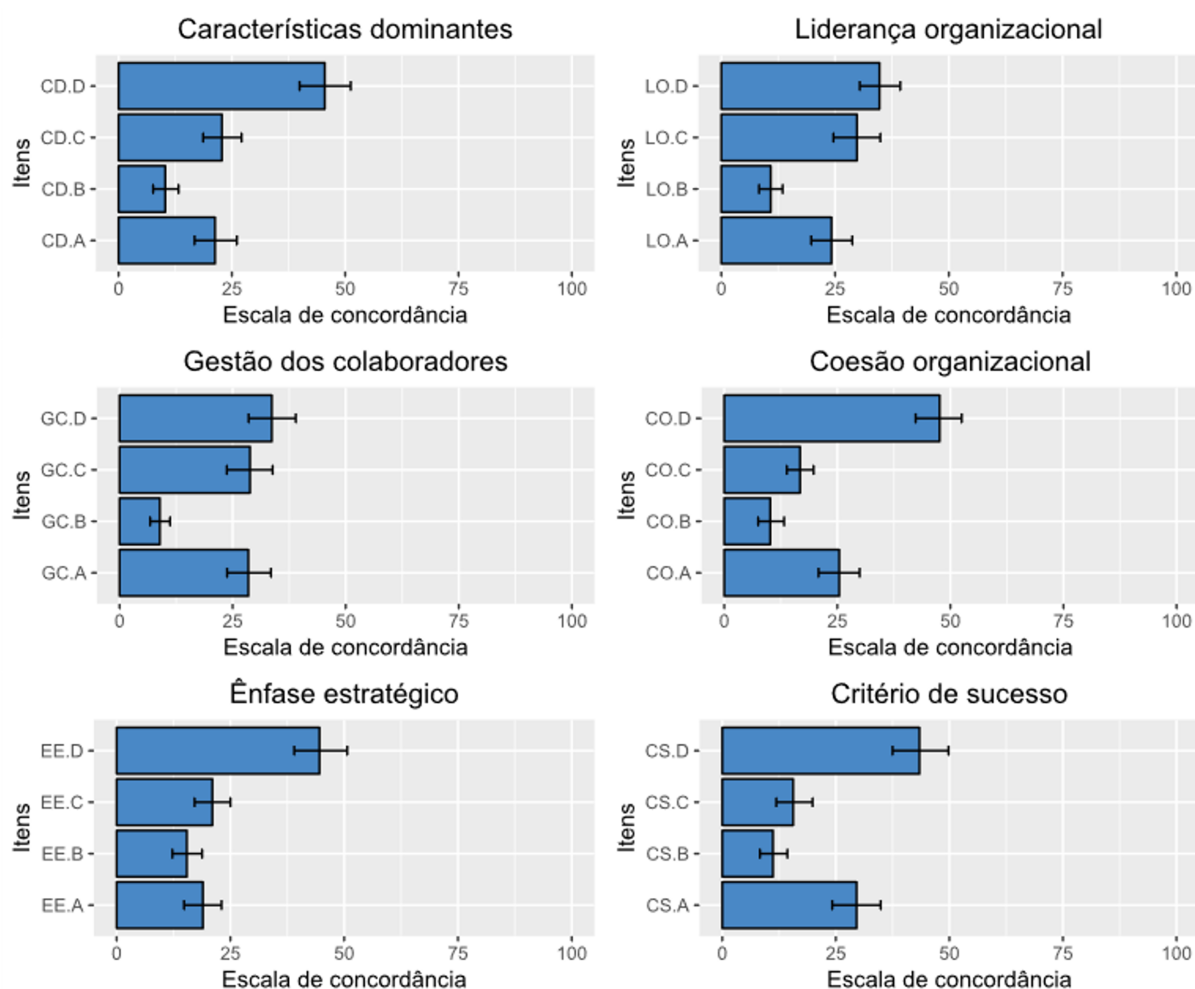 Características dominantes
Itens
CD.D
CD.C
CD.B
CD.A
0 25 50 75 100
Escala de concordância
Liderança organizacional
Itens
LO.D
LO.C
LO.B
LO.A
0 25 50 75 100
Escala de concordância
Gestão dos colaboradores
Itens
GC.D
GC.C
GC.B
GC.A
0 25 50 75 100
Escala de concordância
Coesão organizacional
Itens
CO.D
CO.C
CO.B
CO.A
0 25 50 75 100
Escala de concordância
Ênfase estratégico
Itens
EE.D
EE.C
EE.B
EE.A
0 25 50 75 100
Escala de concordância
Critério de sucesso
Itens
CS.D
CS.C
CS.B
CS.A
0 25 50 75 100
Escala de concordância